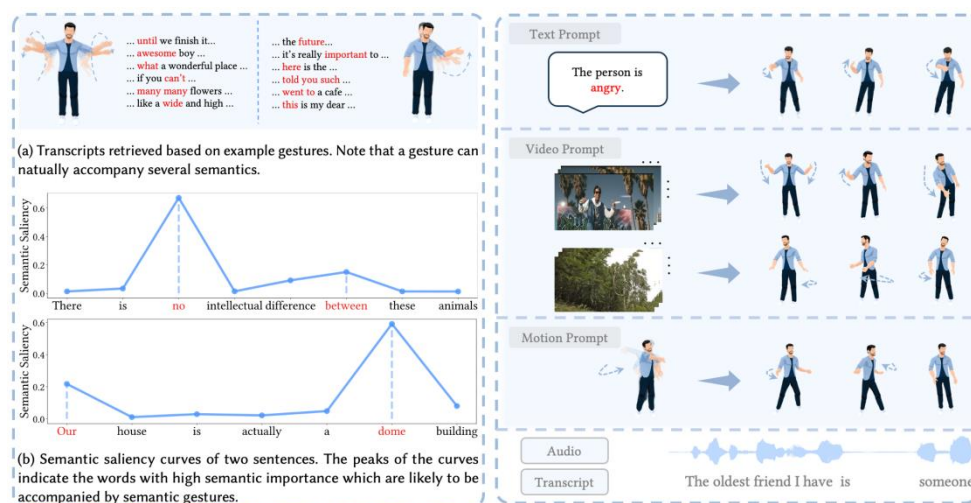 ... until we finish it...
... awesome boy ...
... what a wonderful place ...
... if you can't ...
... many many flowers ...
... like a wide and high ...
... the future...
... it's really important to ...
... here is the ...
... told you such ...
... went to a cafe ...
... this is my dear ...
(a) Transcripts retrieved based on example gestures. Note that a gesture can
natually accompany several semantics.
Semantic Saliency
0.6
0.4
0.2
0.0
There is no intellectual difference between these animals
Semantic Saliency
0.6
0.4
0.2
0.0
Our house is actually a dome building
(b) Semantic saliency curves of two sentences. The peaks of the curves
indicate the words with high semantic importance which are likely to be
accompanied by semantic gestures.
Text Prompt
The person is
angry.
Video Prompt
Motion Prompt
Audio
Transcript
The oldest friend I have is someone